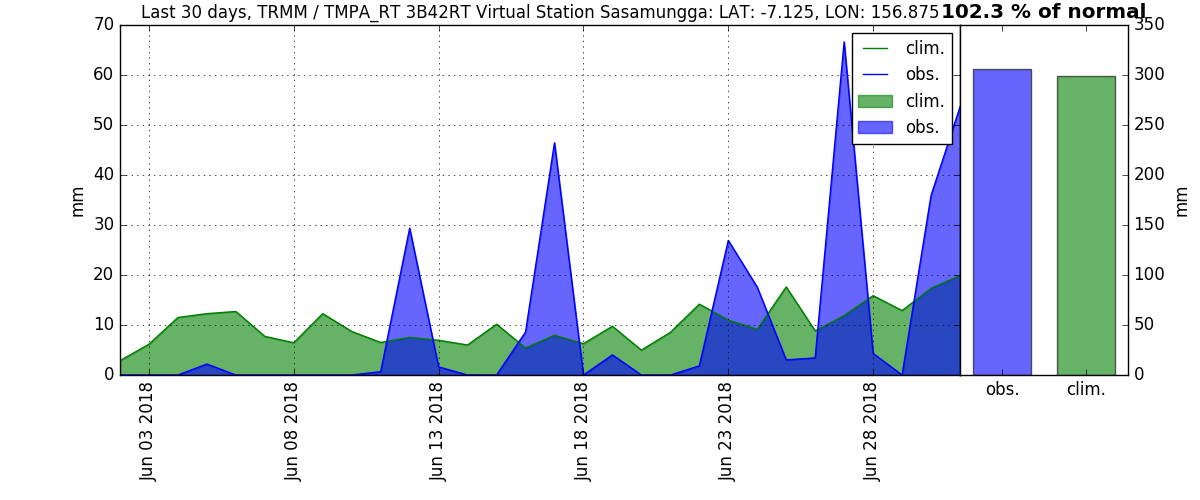 Last 30 days, TRMM / TMPA_RT 3B42RT Virtual Station Sasamungga: LAT: -7.125, LON: 156.875
102.3 % of normal
70
60
50
40
30
20
10
0
mm
clim.
obs.
clim.
obs.
350
300
250
200
150
100
50
0
mm
Jun 03 2018
Jun 08 2018
Jun 13 2018
Jun 18 2018
Jun 23 2018
Jun 28 2018
obs.
clim.